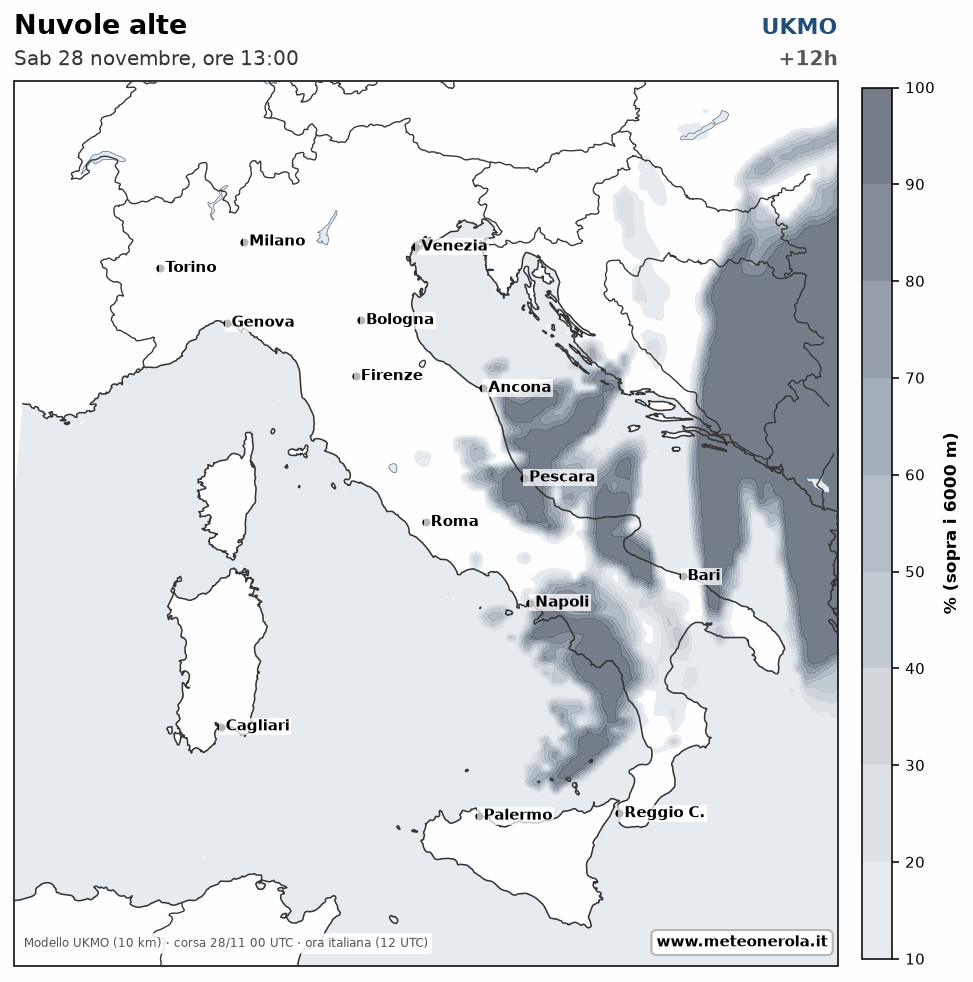 Nuvole alte
UKMO
Sab 28 novembre, ore 13:00
+12h
Milano
Venezia
Torino
Genova
Bologna
Firenze
Ancona
Pescara
Roma
Bari
Napoli
Cagliari
Palermo
Reggio C.
Modello UKMO (10 km) · corsa 28/11 00 UTC · ora italiana (12 UTC)
www.meteonerola.it
100
90
80
70
60
50
40
30
20
10
% (sopra i 6000 m)